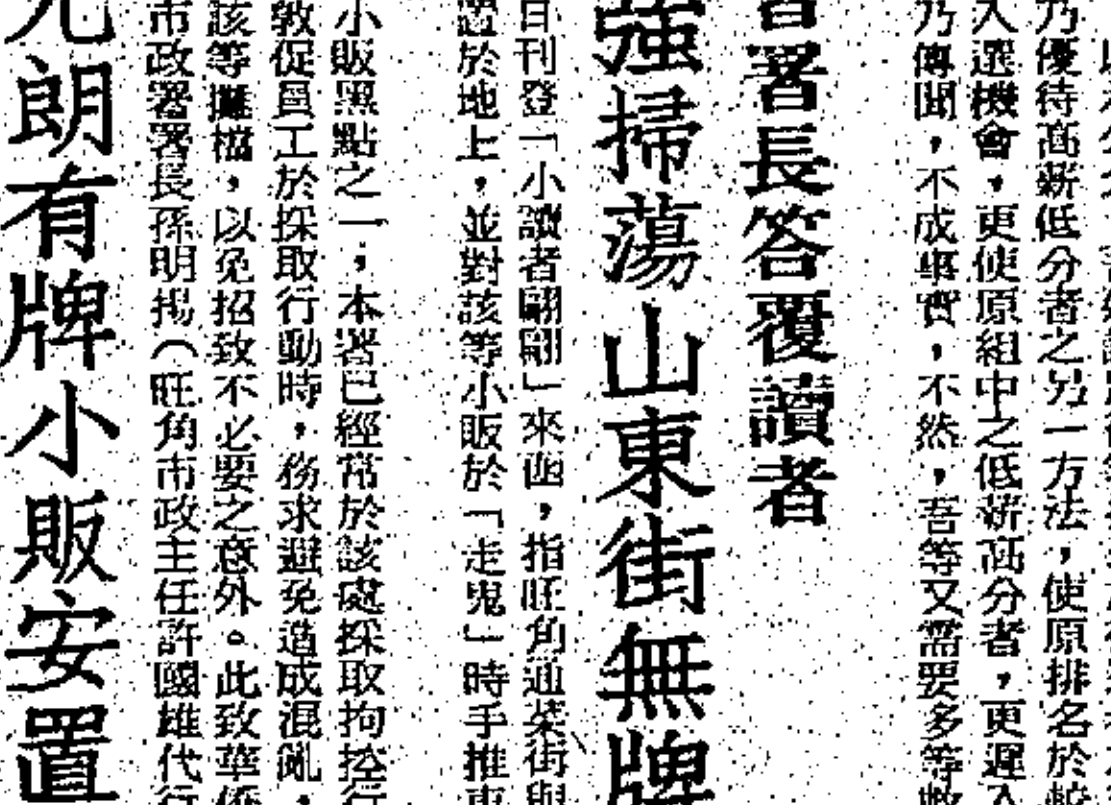 乃優待高薪低分者之另一方法，使原排名於
入選機會，更使原組中之低薪高分者，更遲入
乃傳聞，不成事實，不然，吾等又需要多等數
署長答覆讀者
強掃蕩山東街無牌
日刊登「小讀者翩翩」來函，指旺角通菜街與
置於地上，並對該等小販於「走鬼」時手推車
小販黑點之一，本署已經常於該處採取拘控行
敦促員工於採取行動時，務求避免造成混亂，
該等攤檔，以免招致不必要之意外。此致華僑
市政署署長孫明揚（旺角市政主任許國雄代行
元朗有牌小販安置